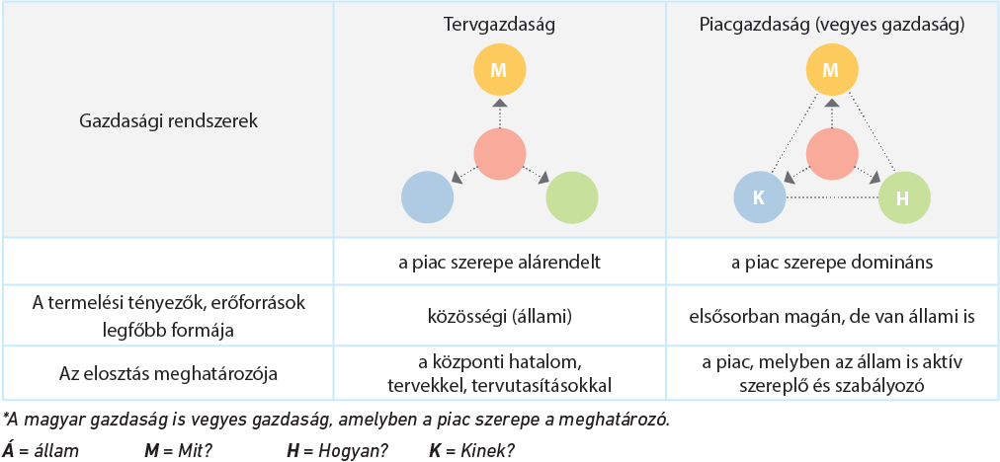 Tervgazdaság
Piacgazdaság (vegyes gazdaság)
Gazdasági rendszerek
M
M
K
H
a piac szerepe alárendelt
a piac szerepe domináns
A termelési tényezők, erőforrások
legfőbb formája
közösségi (állami)
elsősorban magán, de van állami is
Az elosztás meghatározója
a központi hatalom,
tervekkel, tervutasításokkal
a piac, melyben az állam is aktív
szereplő és szabályozó
*A magyar gazdaság is vegyes gazdaság, amelyben a piac szerepe a meghatározó.
Á = állam M = Mit? H = Hogyan? K = Kinek?